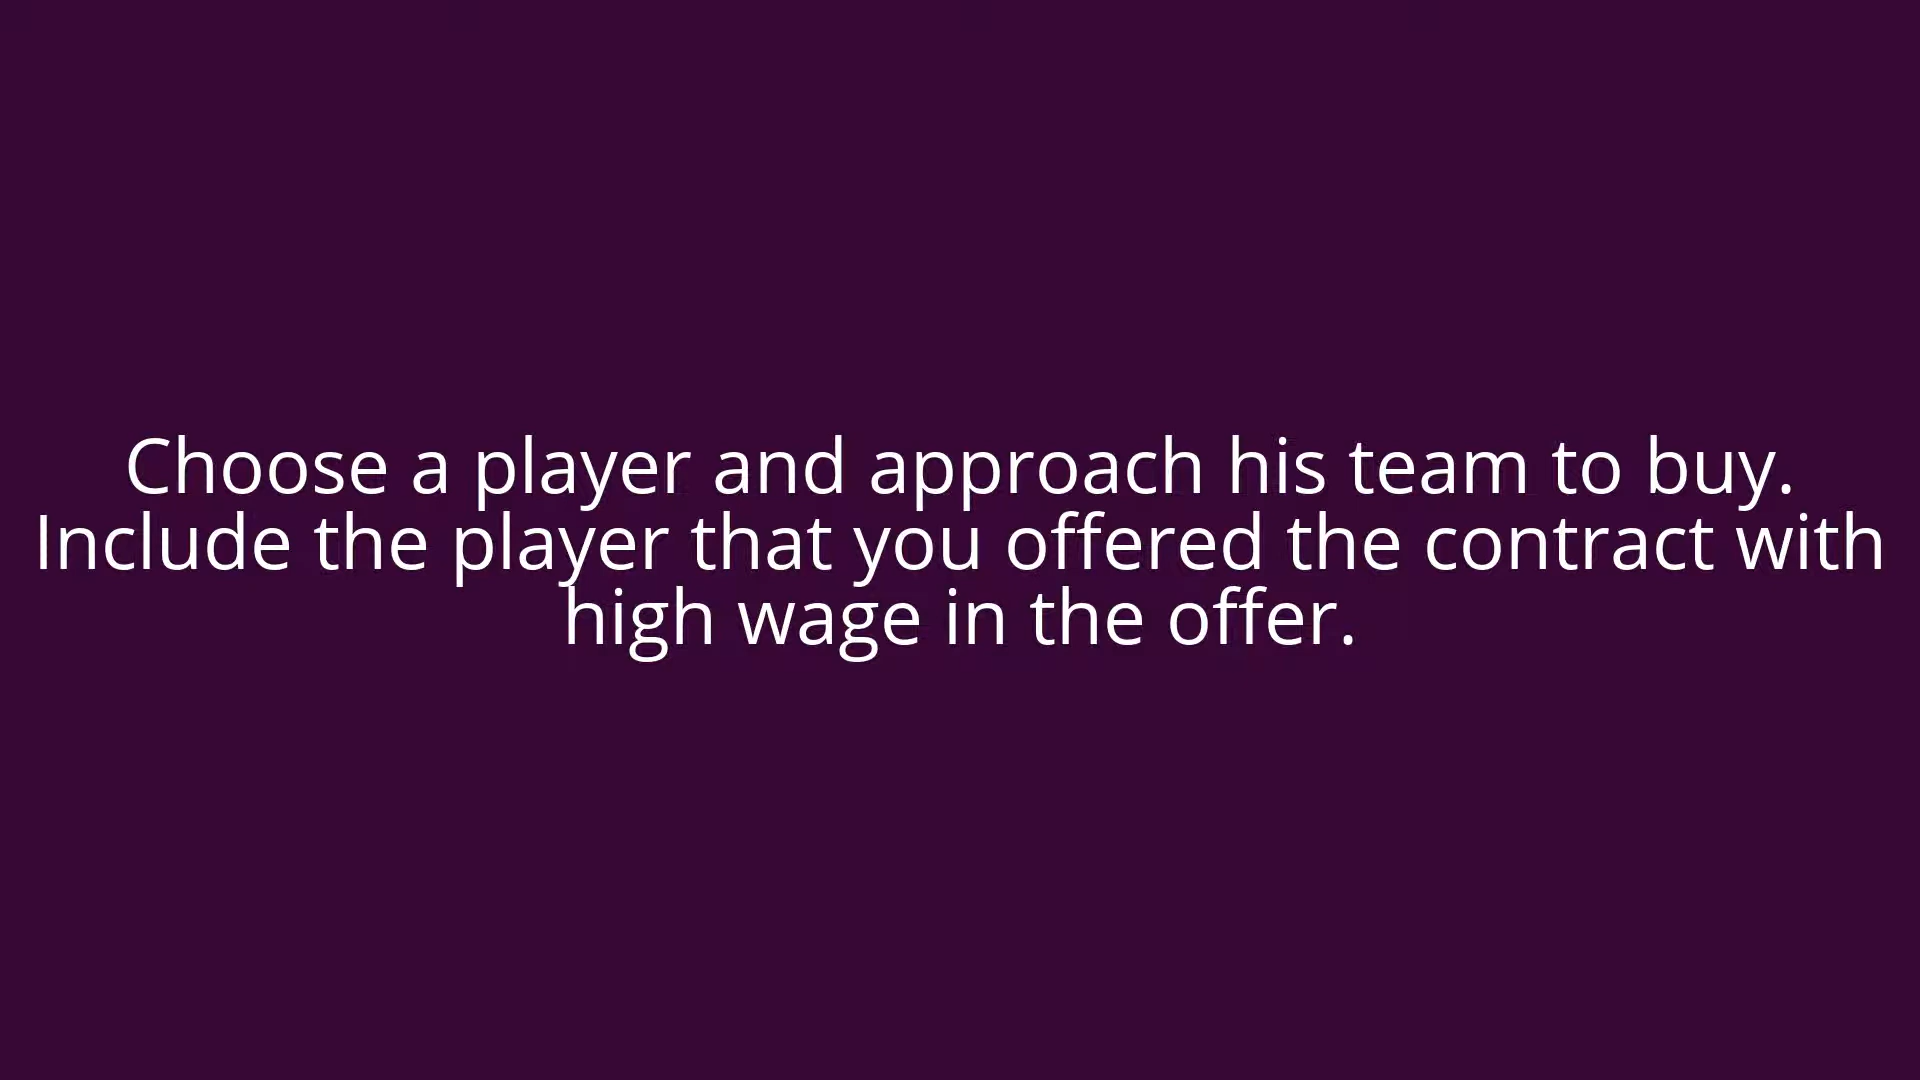 Choose a player and approach his team to buy.
Include the player that you offered the contract with
high wage in the offer.